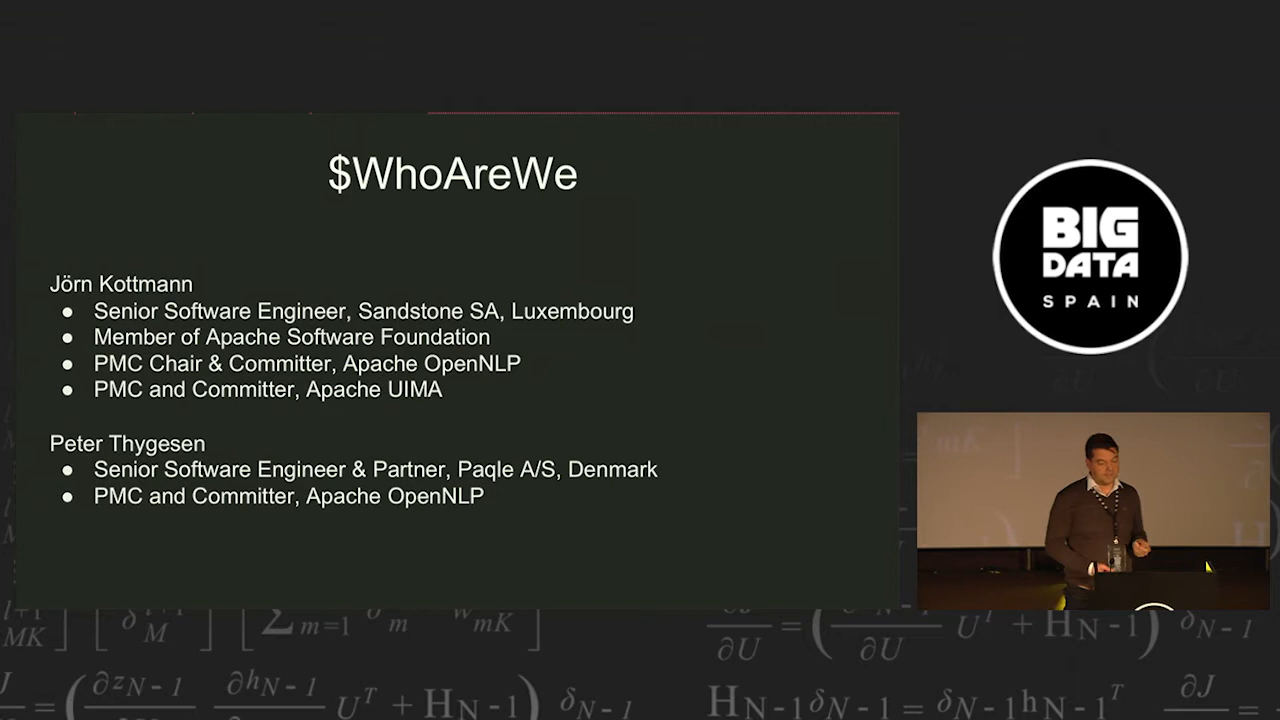 $WhoAreWe
Jörn Kottmann
● Senior Software Engineer, Sandstone SA, Luxembourg
● Member of Apache Software Foundation
● PMC Chair & Committer, Apache OpenNLP
● PMC and Committer, Apache UIMA
Peter Thygesen
● Senior Software Engineer & Partner, Paqle A/S, Denmark
● PMC and Committer, Apache OpenNLP
BIG
DATA
SPAIN